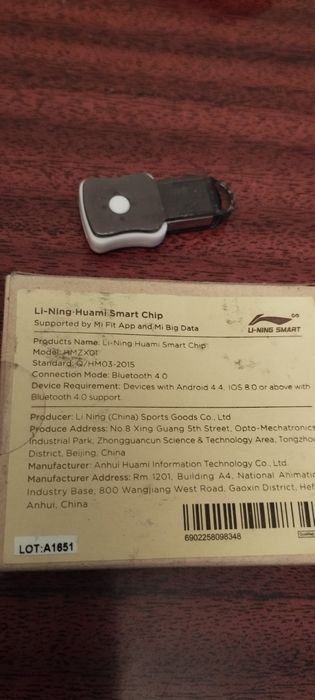 Li-Ning·Huami Smart Chip
Supported by Mi Fit App and Mi Big Data
LI-NING SMART
Products Name: Li-Ning Huami Smart Chip
Model: HMZX01
Standard: Q/HM03-2015
Connection Mode: Bluetooth 4.0
Device Requirement: Devices with Android 4.4, iOS 8.0 or above with
Bluetooth 4.0 support
Producer: Li Ning (China) Sports Goods Co., Ltd
Produce Address: No.8 Xing Guang 5th Street, Opto-Mechatronics
Industrial Park, Zhongguancun Science & Technology Area, Tongzhou
District, Beijing, China
Manufacturer: Anhui Huami Information Technology Co., Ltd.
Manufacturer Address: Rm 1201, Building A4, National Animatio
Industry Base, 800 Wangjiang West Road, Gaoxin District, Hef
Anhui, China
6902258098348
LOT:A1651